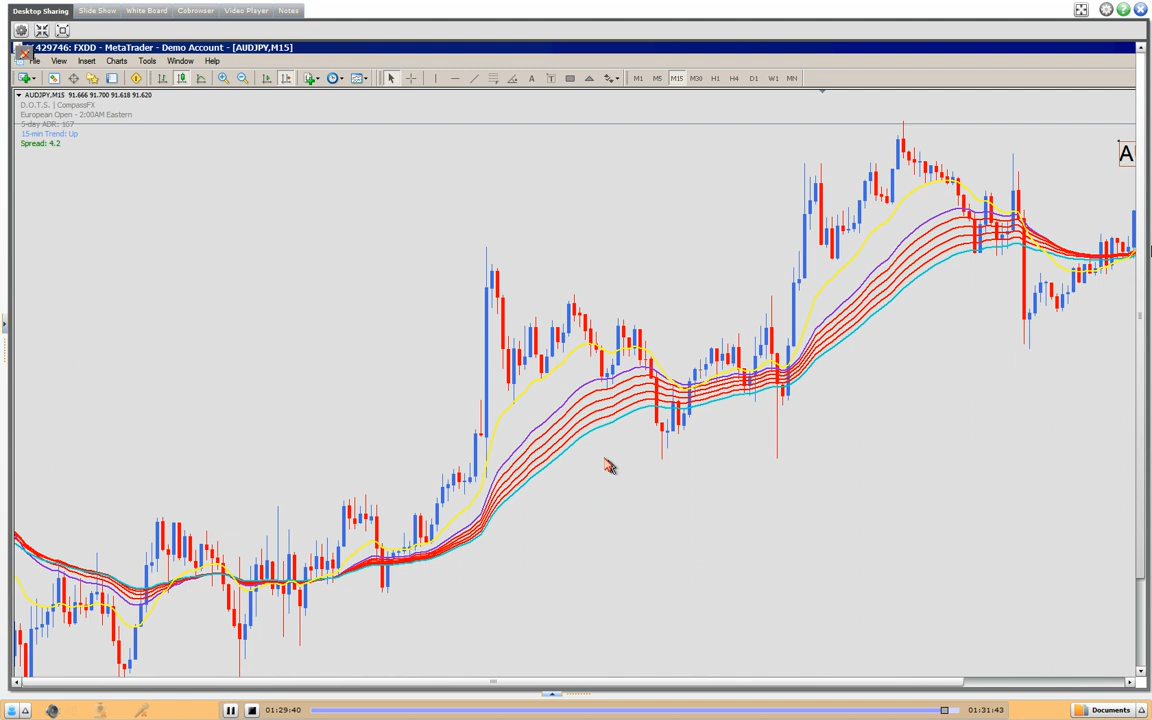 Desktop Sharing Slide Show White Board Cobrowser Video Player Notes
429746: FXDD - MetaTrader - Demo Account - [AUDJPY,M15]
File View Insert Charts Tools Window Help
A T M1 M5 M15 M30 H1 H4 D1 W1 MN
AUDJPY,M15 91.666 91.700 91.618 91.620
D.O.T.S. | CompassFX
European Open - 2:00AM Eastern
5-day ADR: 167
15-min Trend: Up
Spread: 4.2
A
01:29:40 01:31:43 Documents